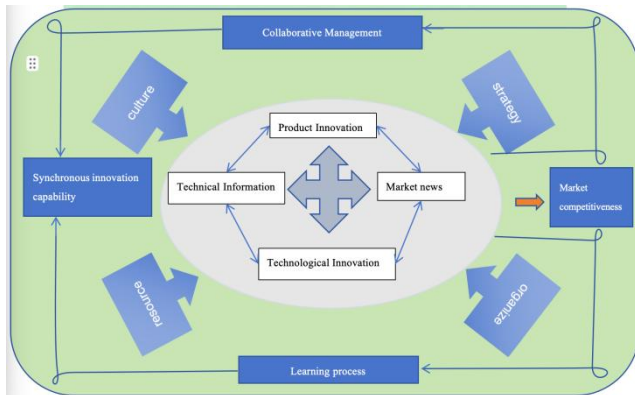 Collaborative Management
culture
strategy
Product Innovation
Synchronous innovation
capability
Technical Information
Market news
Market
competitiveness
Technological Innovation
resource
organize
Learning process